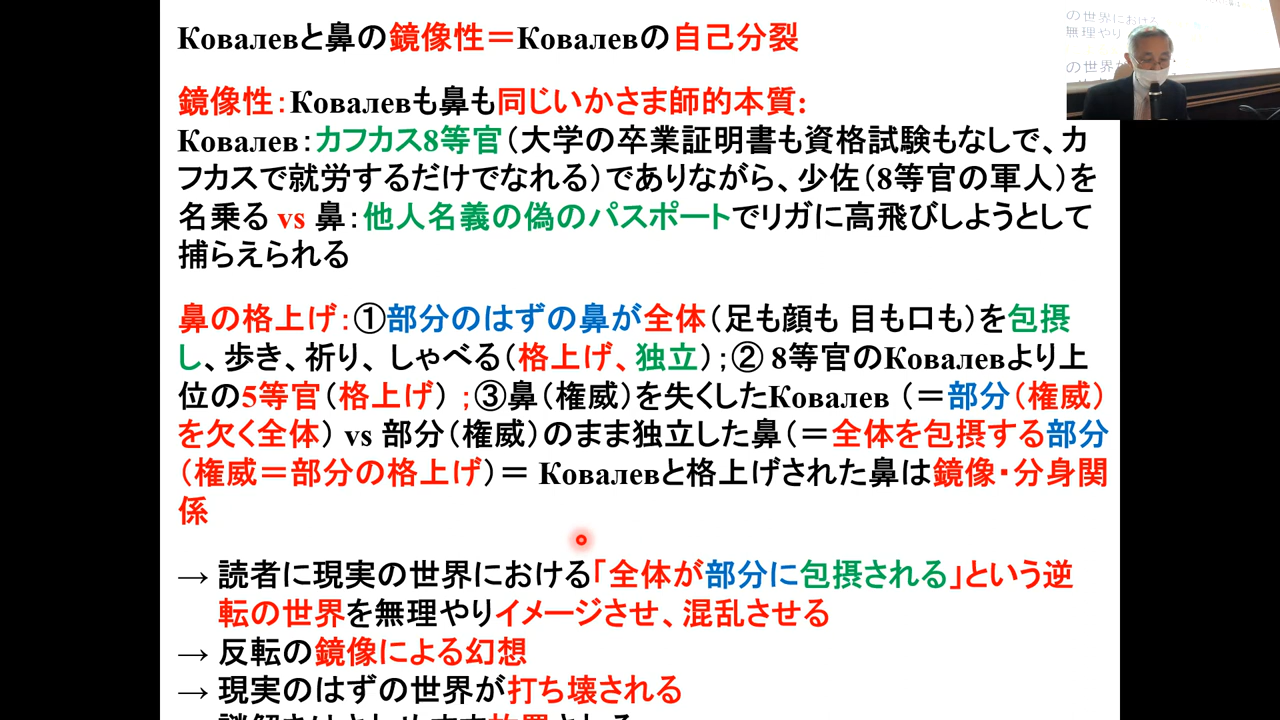 Ковалевと鼻の鏡像性＝Ковалевの自己分裂
鏡像性：Ковалевも鼻も同じいかさま師的本質:
Ковалев：カフカス8等官（大学の卒業証明書も資格試験もなしで、カ
フカスで就労するだけでなれる）でありながら、少佐（8等官の軍人）を
名乗る vs 鼻：他人名義の偽のパスポートでリガに高飛びしようとして
捕らえられる
鼻の格上げ：①部分のはずの鼻が全体（足も顔も 目も口も）を包摂
し、歩き、祈り、しゃべる（格上げ、独立）；② 8等官のКовалевより上
位の5等官（格上げ）；③鼻（権威）を失くしたКовалев （＝部分（権威）
を欠く全体） vs 部分（権威）のまま独立した鼻（＝全体を包摂する部分
（権威＝部分の格上げ）＝ Ковалевと格上げされた鼻は鏡像・分身関
係
→ 読者に現実の世界における「全体が部分に包摂される」という逆
転の世界を無理やりイメージさせ、混乱させる
→ 反転の鏡像による幻想
→ 現実のはずの世界が打ち壊される
の世界における
無理やり
の世界が